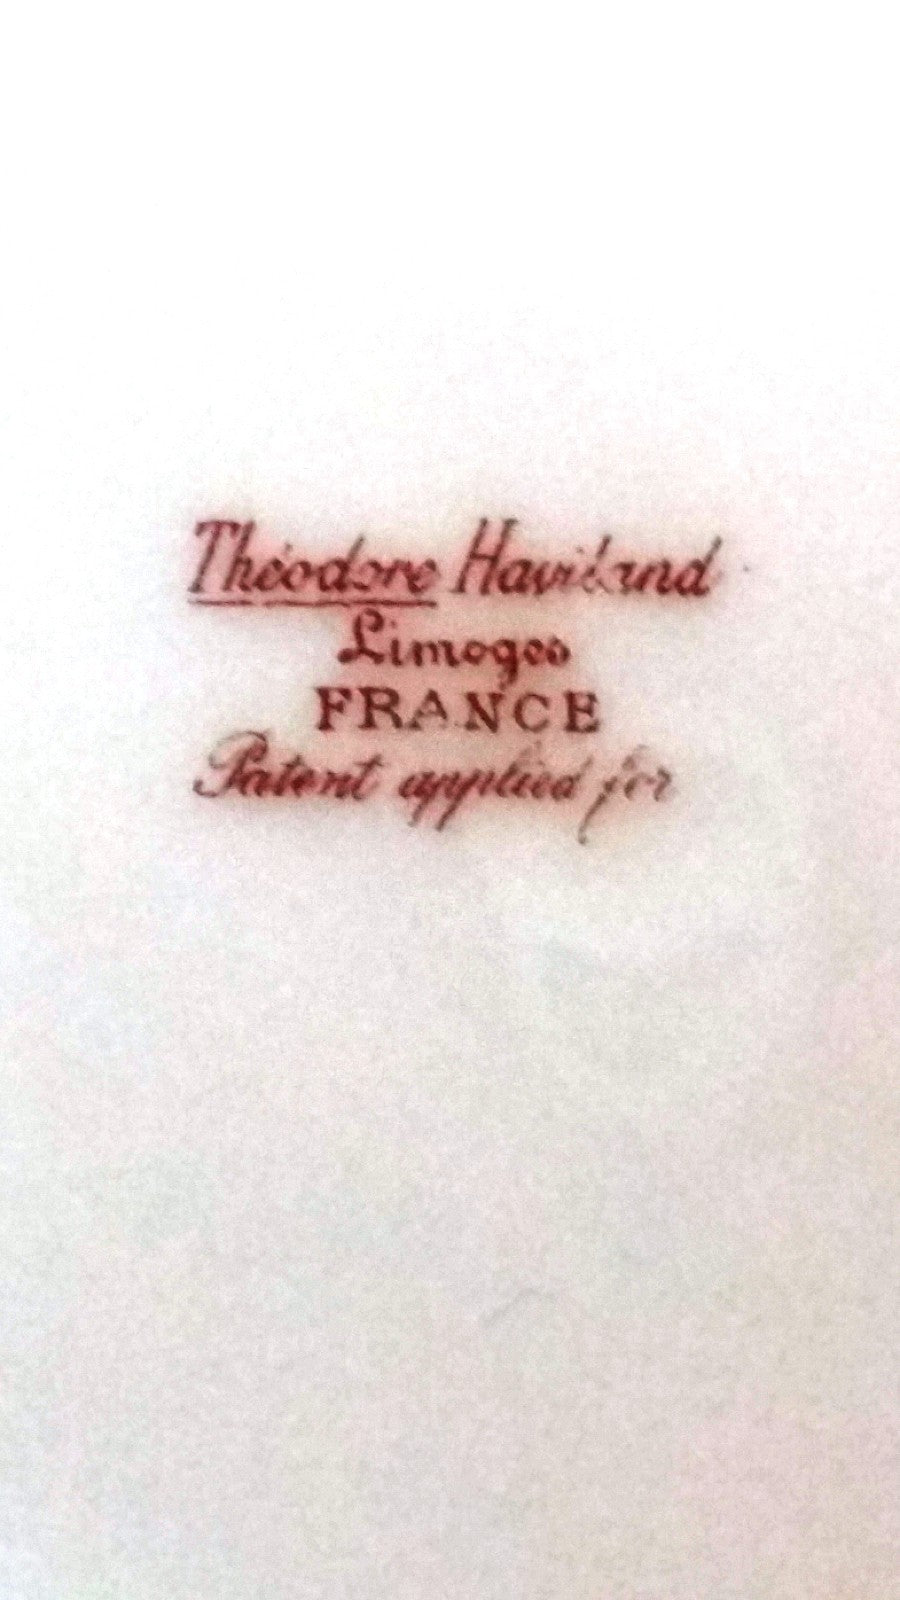 Théodore Haviland
Limoges
FRANCE
Patent applied for